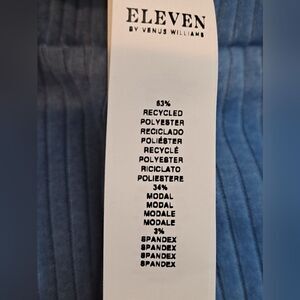 ELEVEN
BY VENUS WILLIAMS
63%
RECYCLED
POLYESTER
RECICLADO
POLIÉSTER
RECYCLÉ
POLYESTER
RICICLATO
POLIESTERE
34%
MODAL
MODAL
MODALE
MODALE
3%
SPANDEX
SPANDEX
SPANDEX
SPANDEX